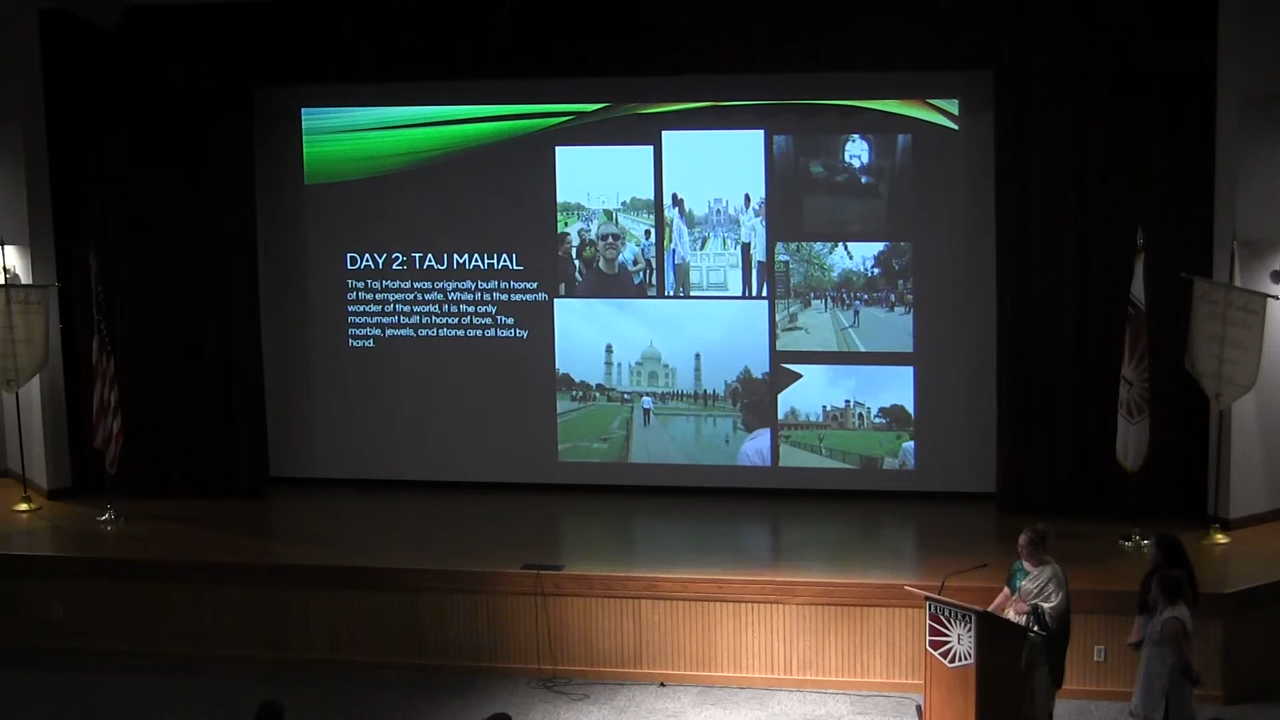 DAY 2: TAJ MAHAL
The Taj Mahal was originally built in honor
of the emperor's wife. While it is the seventh
wonder of the world, it is the only
monument built in honor of love. The
marble, jewels, and stone are all laid by
hand.
EUREKA
E